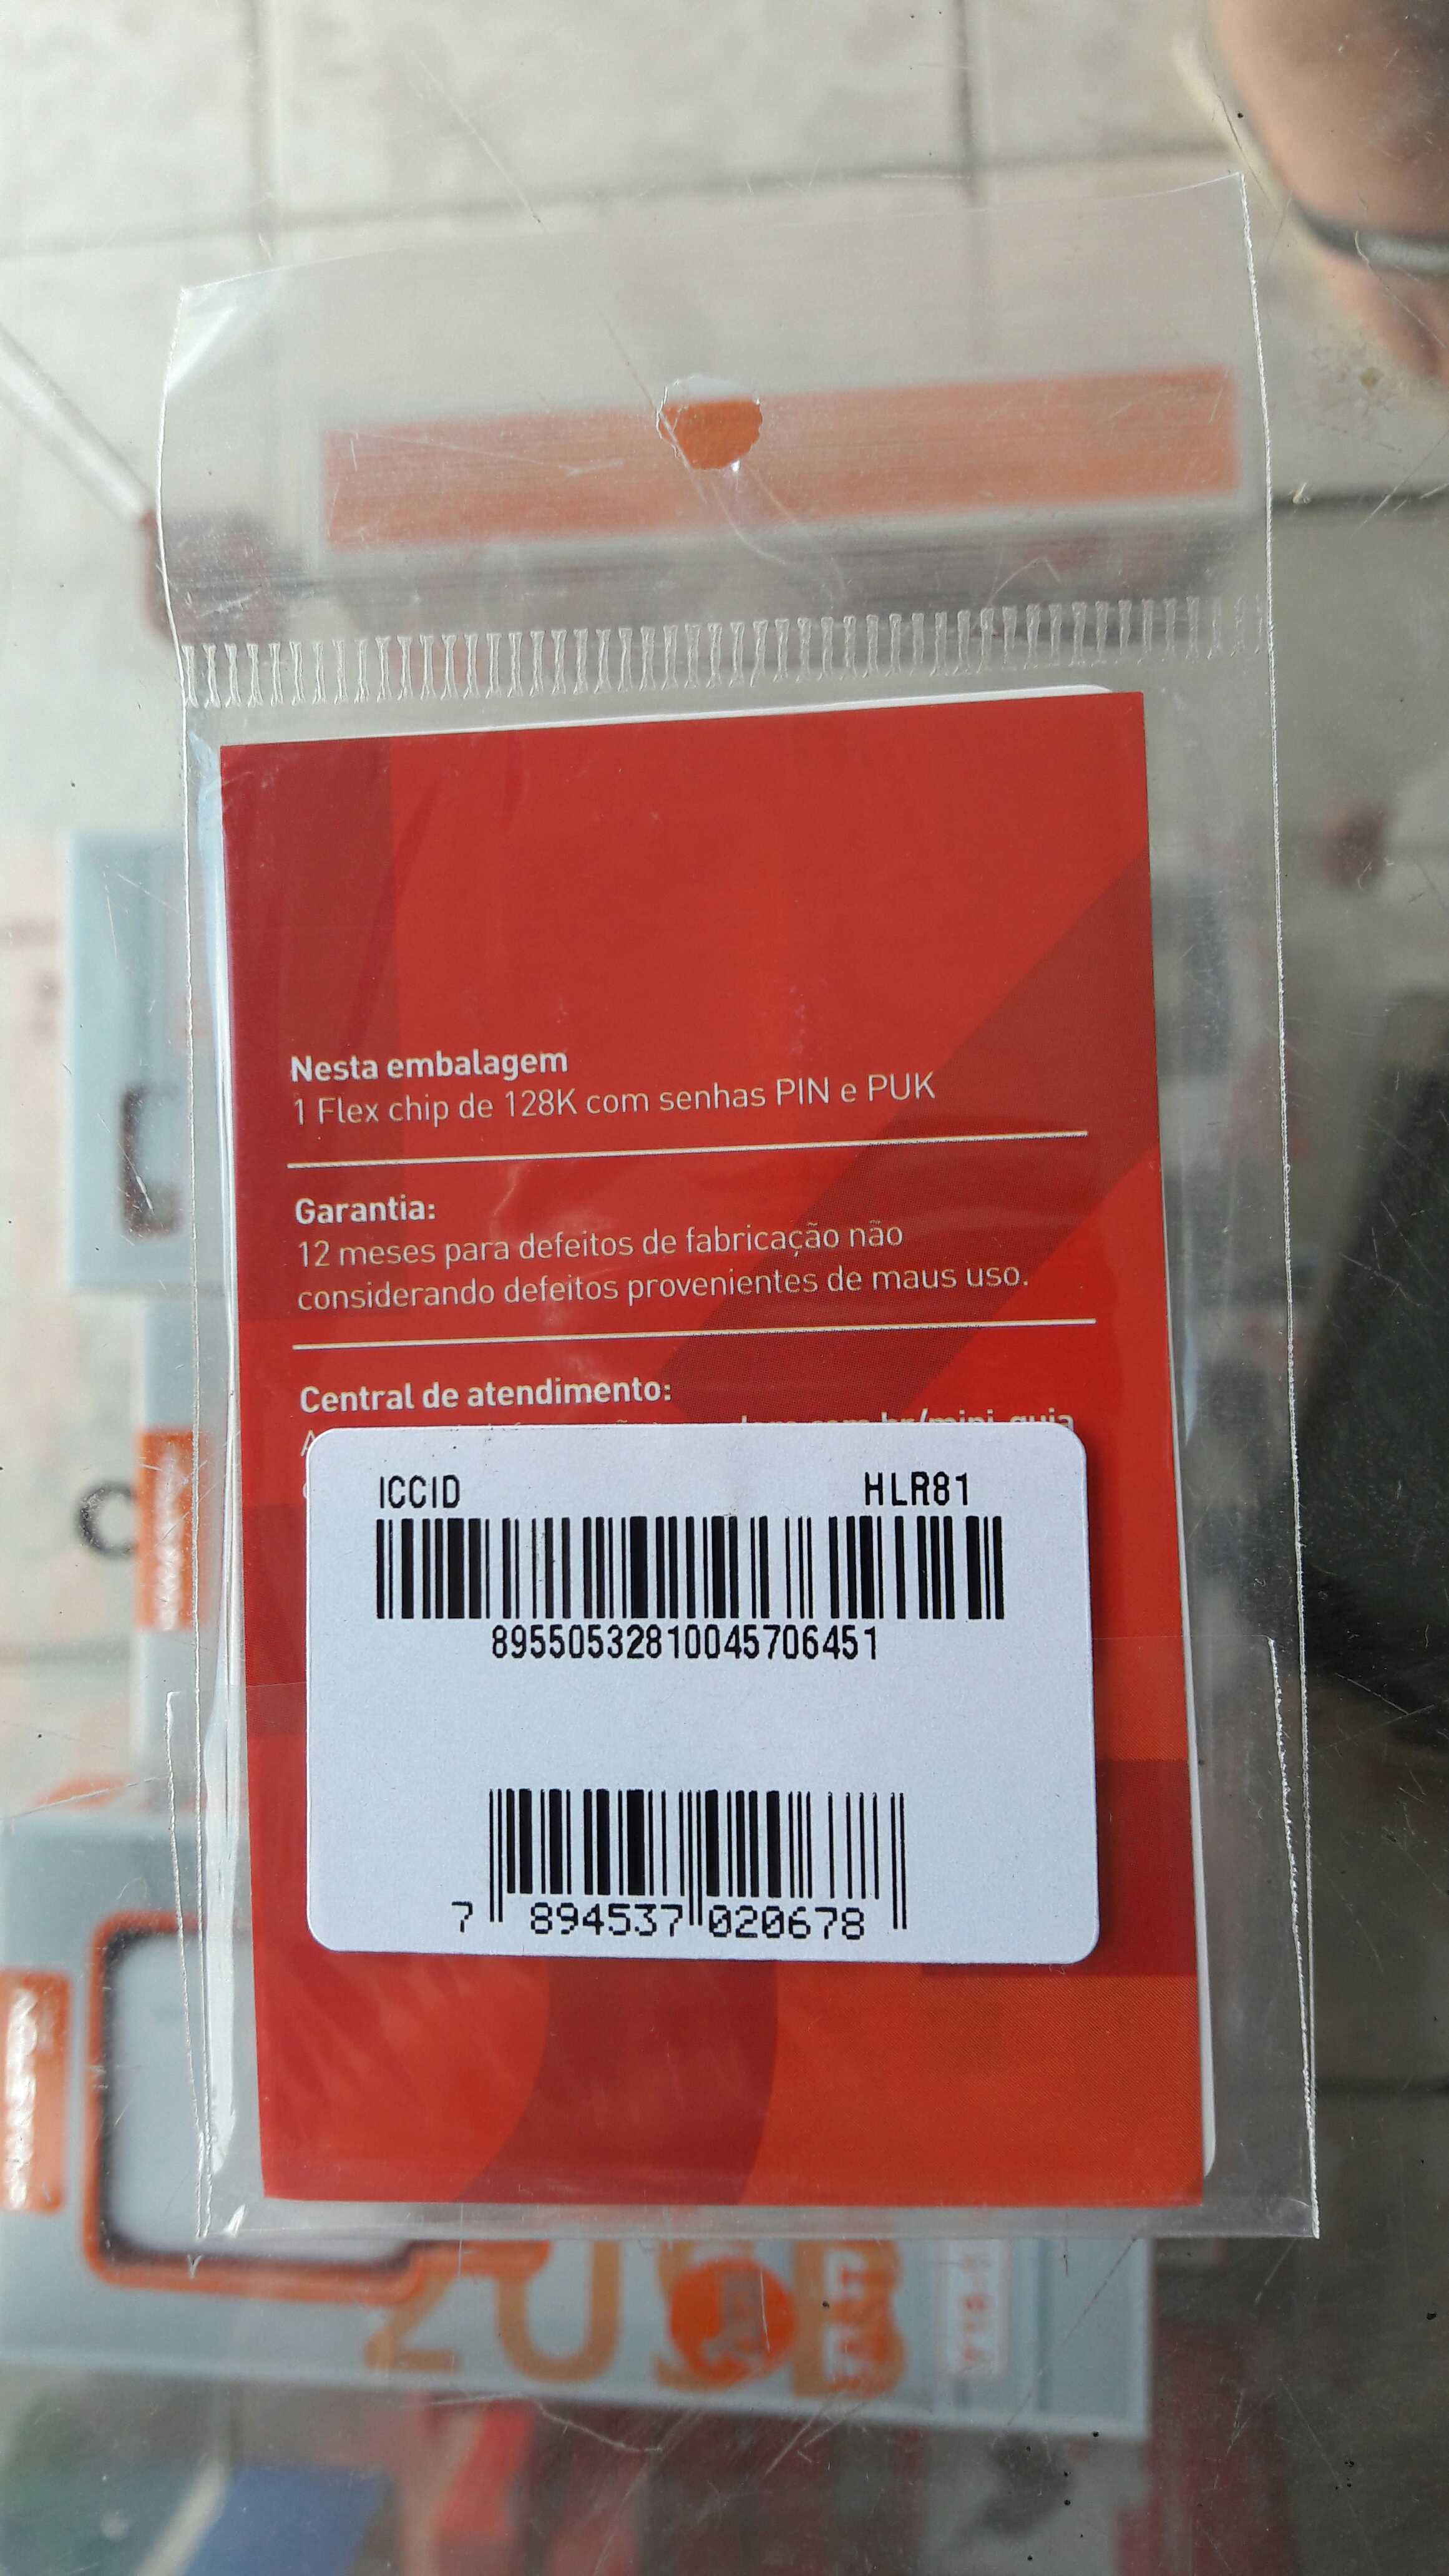 Nesta embalagem
1 Flex chip de 128K com senhas PIN e PUK
Garantia:
12 meses para defeitos de fabricação não
considerando defeitos provenientes de maus uso.
Central de atendimento:
ICCID HLR81
89550532810045706451
7 894537 020678